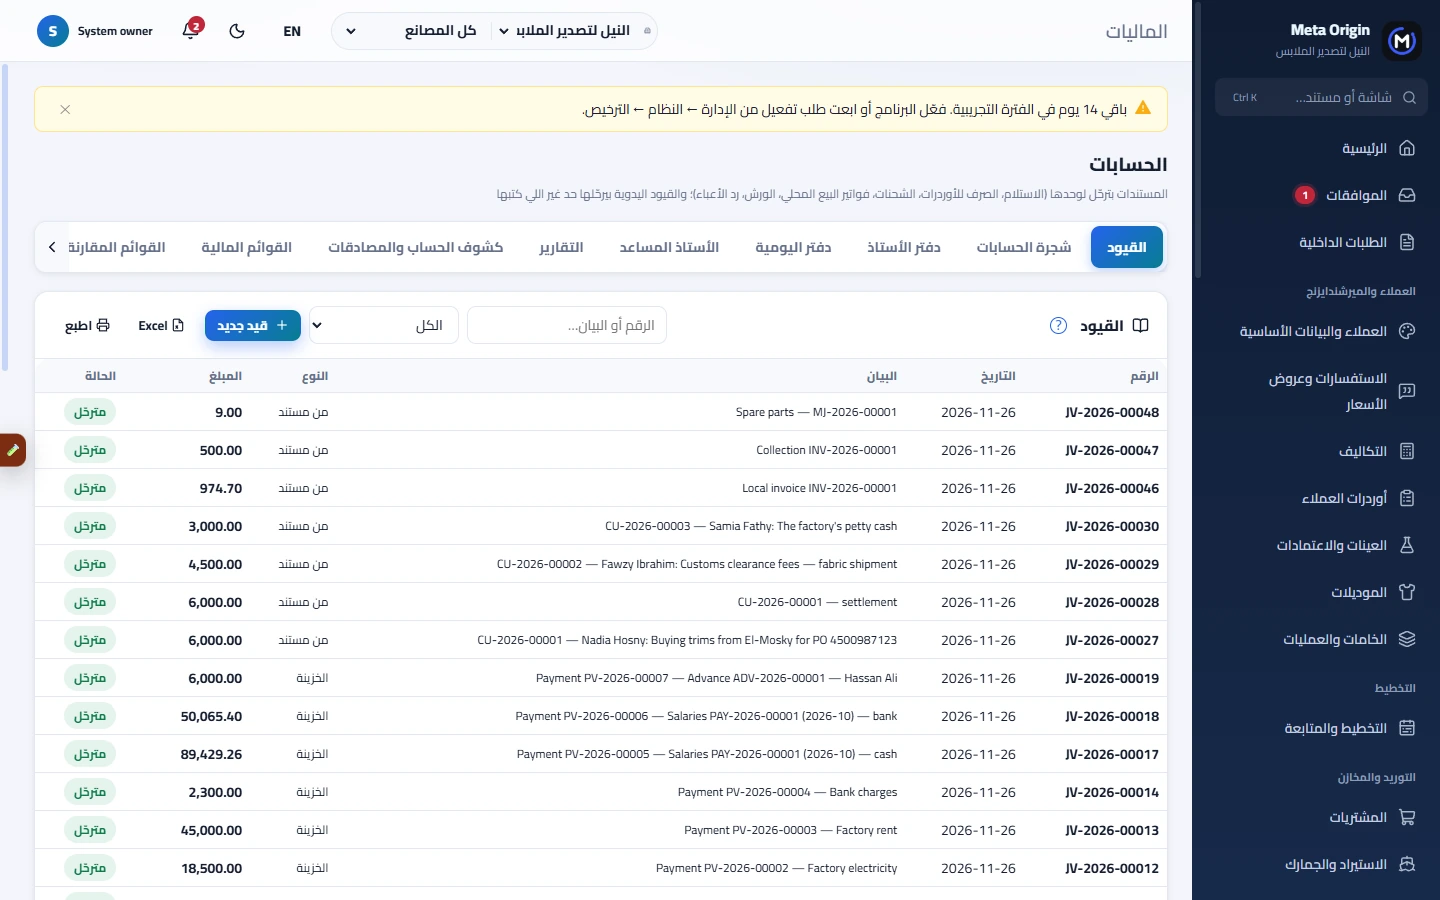 Meta Origin
النيل لتصدير الملابس
شاشة أو مستند... Ctrl K
الرئيسية
الموافقات 1
الطلبات الداخلية
العملاء والميرشندايزنج
العملاء والبيانات الأساسية
الاستفسارات وعروض
الأسعار
التكاليف
أوردرات العملاء
العينات والاعتمادات
الموديلات
الخامات والعمليات
التخطيط
التخطيط والمتابعة
التوريد والمخازن
المشتريات
الاستيراد والجمارك
الماليات
النيل لتصدير الملابس كل المصانع EN 2 System owner S
باقي 14 يوم في الفترة التجريبية. فعّل البرنامج أو ابعت طلب تفعيل من الإدارة ← النظام ← الترخيص.
الحسابات
المستندات بترحّل لوحدها (الاستلام، الصرف للأوردرات، الشحنات، فواتير البيع المحلي، الورش، رد الأعباء)؛ والقيود اليدوية بيرحّلها حد غير اللي كتبها
القيود شجرة الحسابات دفتر الأستاذ دفتر اليومية الأستاذ المساعد التقارير كشوف الحساب والمصادقات القوائم المالية القوائم المقارنة
القيود ? الرقم أو البيان... الكل + قيد جديد Excel اطبع
الرقم التاريخ البيان النوع المبلغ الحالة
JV-2026-00048 2026-11-26 Spare parts — MJ-2026-00001 من مستند 9.00 مترحّل
JV-2026-00047 2026-11-26 Collection INV-2026-00001 من مستند 500.00 مترحّل
JV-2026-00046 2026-11-26 Local invoice INV-2026-00001 من مستند 974.70 مترحّل
JV-2026-00030 2026-11-26 CU-2026-00003 — Samia Fathy: The factory's petty cash من مستند 3,000.00 مترحّل
JV-2026-00029 2026-11-26 CU-2026-00002 — Fawzy Ibrahim: Customs clearance fees — fabric shipment من مستند 4,500.00 مترحّل
JV-2026-00028 2026-11-26 CU-2026-00001 — settlement من مستند 6,000.00 مترحّل
JV-2026-00027 2026-11-26 CU-2026-00001 — Nadia Hosny: Buying trims from El-Mosky for PO 4500987123 من مستند 6,000.00 مترحّل
JV-2026-00019 2026-11-26 Payment PV-2026-00007 — Advance ADV-2026-00001 — Hassan Ali الخزينة 6,000.00 مترحّل
JV-2026-00018 2026-11-26 Payment PV-2026-00006 — Salaries PAY-2026-00001 (2026-10) — bank الخزينة 50,065.40 مترحّل
JV-2026-00017 2026-11-26 Payment PV-2026-00005 — Salaries PAY-2026-00001 (2026-10) — cash الخزينة 89,429.26 مترحّل
JV-2026-00014 2026-11-26 Payment PV-2026-00004 — Bank charges الخزينة 2,300.00 مترحّل
JV-2026-00013 2026-11-26 Payment PV-2026-00003 — Factory rent الخزينة 45,000.00 مترحّل
JV-2026-00012 2026-11-26 Payment PV-2026-00002 — Factory electricity الخزينة 18,500.00 مترحّل